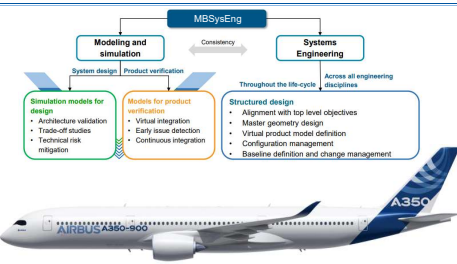 MBSysEng
Modeling and
simulation
Consistency
Systems
Engineering
System design
Product verification
Throughout the life-cycle
Across all engineering
disciplines
Simulation models for
design
• Architecture validation
• Trade-off studies
• Technical risk
mitigation
Models for product
verification
• Virtual integration
• Early issue detection
• Continuous integration
Structured design
• Alignment with top level objectives
• Master geometry design
• Virtual product model definition
• Configuration management
• Baseline definition and change management
A350
AIRBUS A350-900